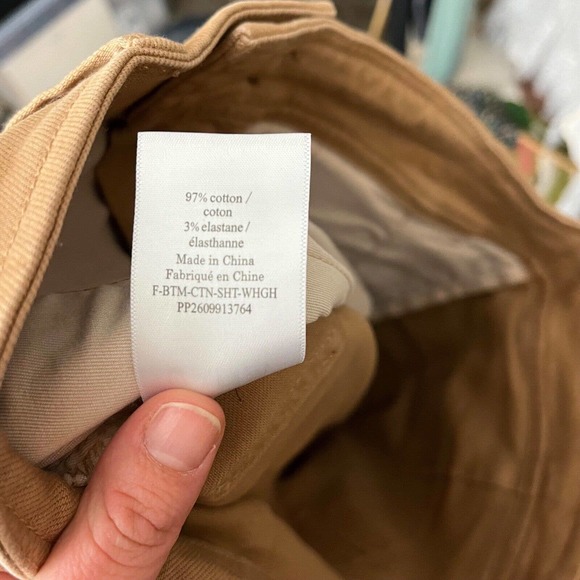 97% cotton /
coton
3% elastane /
élasthanne
Made in China
Fabriqué en Chine
F-BTM-CTN-SHT-WHGH
PP2609913764